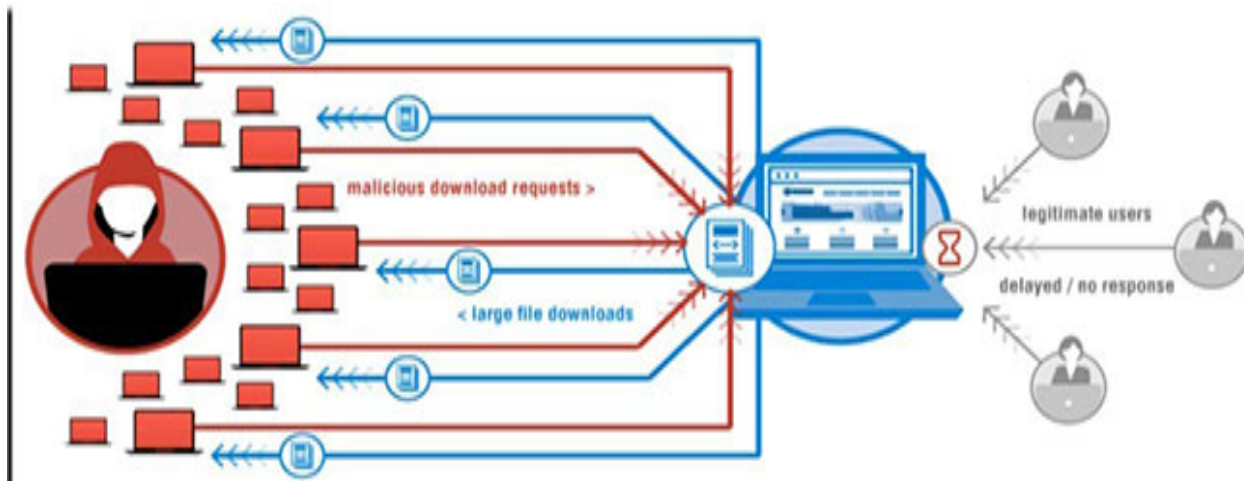 malicious download requests >
< large file downloads
legitimate users
delayed / no response